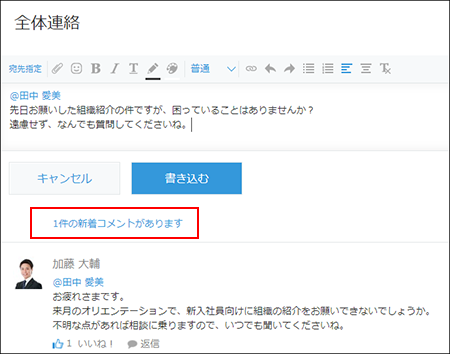 全体連絡
宛先指定 B I T 普通
@田中 愛美
先日お願いした組織紹介の件ですが、困っていることはありませんか？
遠慮せず、なんでも質問してくださいね。
キャンセル 書き込む
1件の新着コメントがあります
加藤 大輔
@田中 愛美
お疲れさまです。
来月のオリエンテーションで、新入社員向けに組織の紹介をお願いできないでしょうか。
不明な点があれば相談に乗りますので、いつでも聞いてくださいね。
1 いいね！ 返信